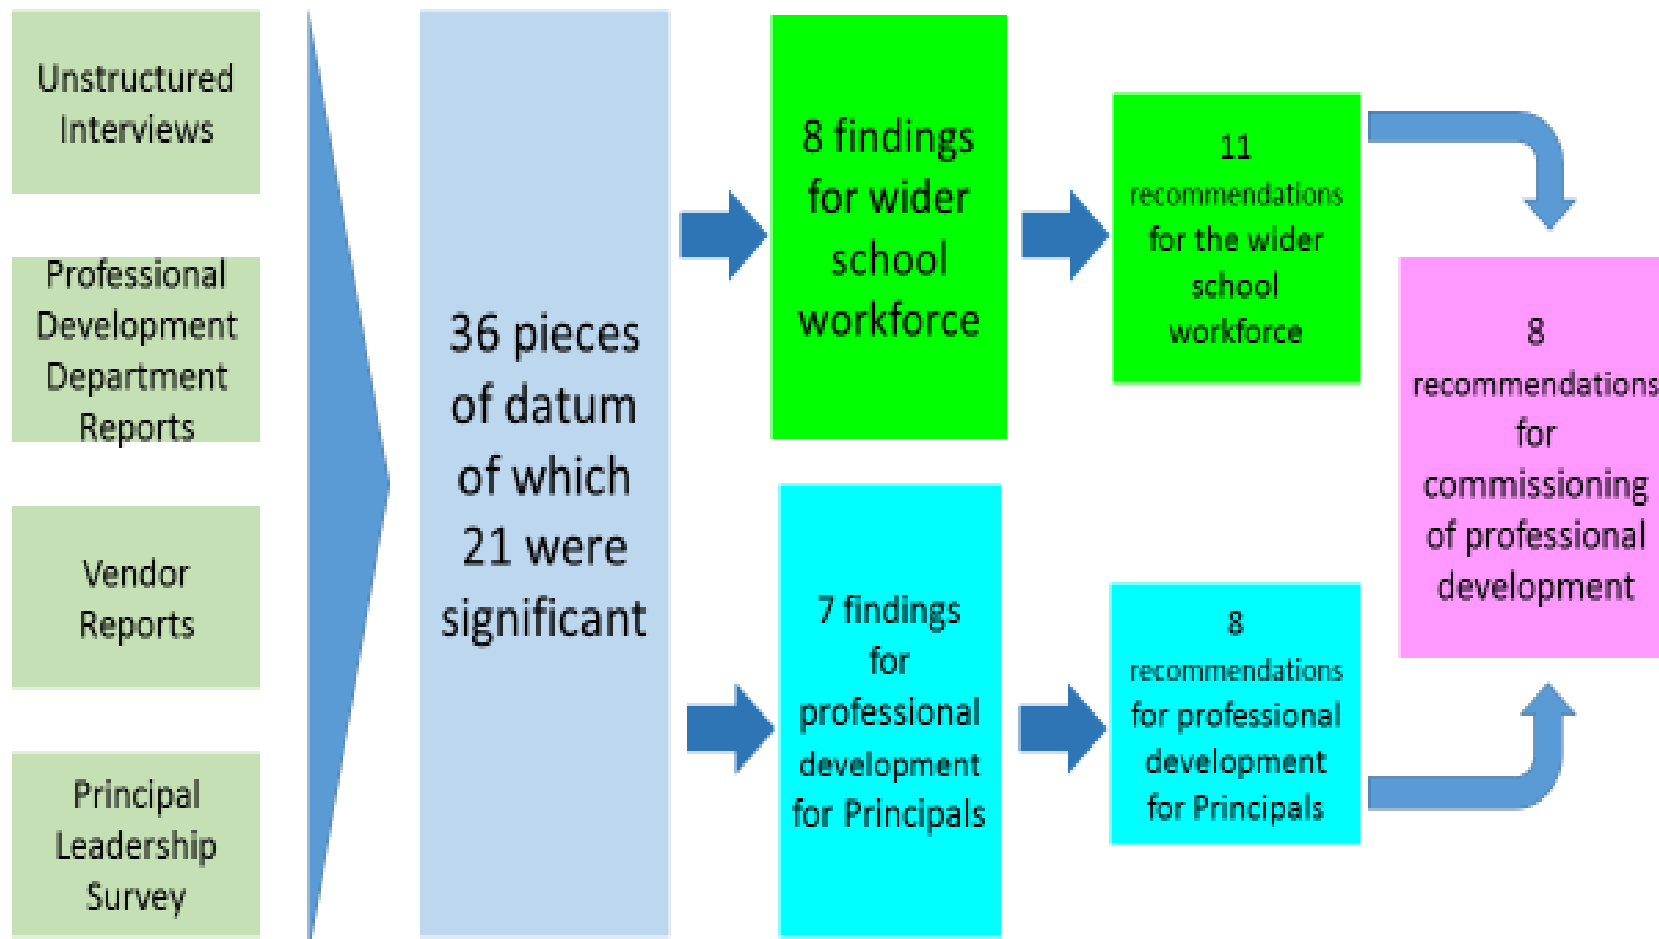 Unstructured
Interviews
Professional
Development
Department
Reports
Vendor
Reports
Principal
Leadership
Survey
36 pieces
of datum
of which
21 were
significant
8 findings
for wider
school
workforce
7 findings
for
professional
development
for Principals
11
recommendations
for the wider
school
workforce
8
recommendations
for professional
development
for Principals
8
recommendations
for
commissioning
of professional
development